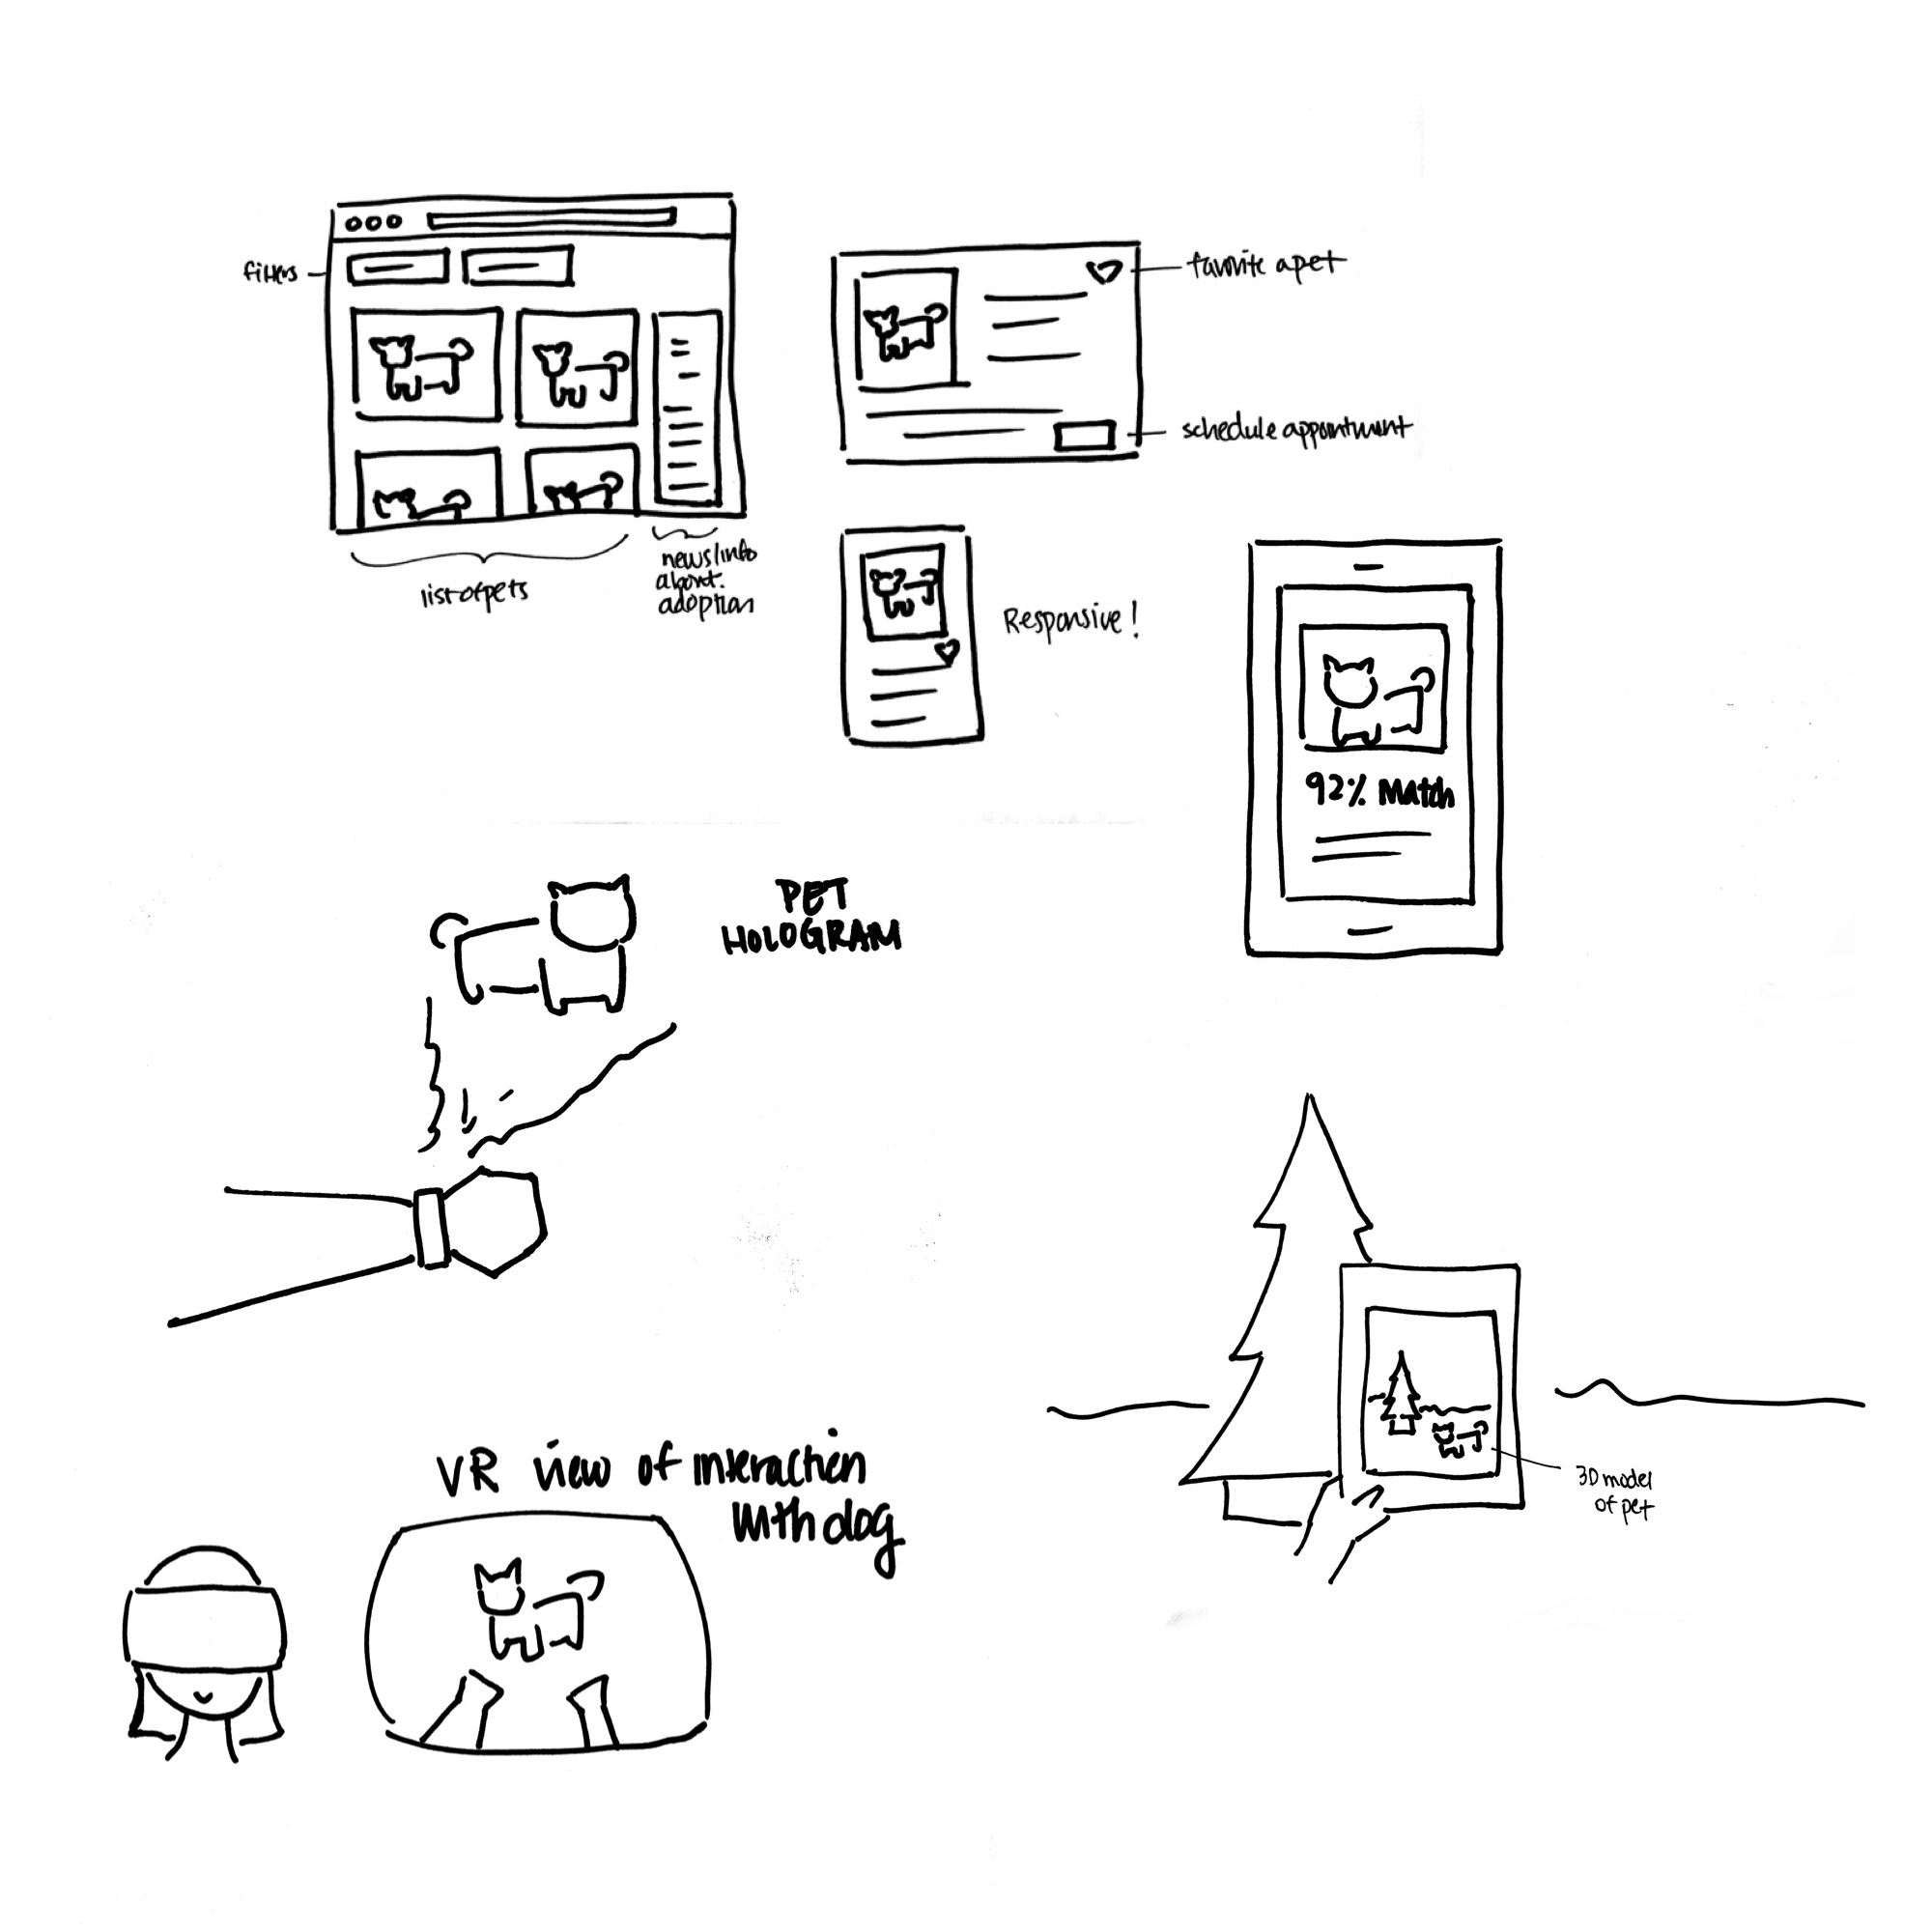 filters
list of pets
news/info
about
adoption
favorite a pet
schedule appointment
Responsive!
92% Match
PET
HOLOGRAM
3D model
of pet
VR view of interaction
with dog